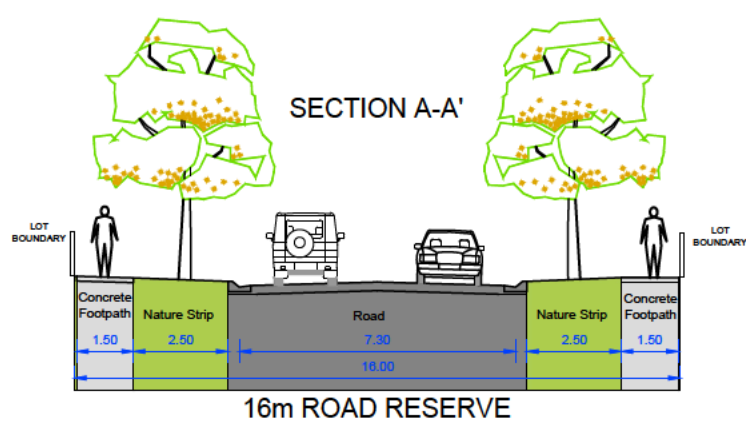 SECTION A-A'
LOT
BOUNDARY
LOT
BOUNDARY
Concrete
Footpath
Nature Strip
Road
Nature Strip
Concrete
Footpath
1.50
2.50
7.30
2.50
1.50
16.00
16m ROAD RESERVE